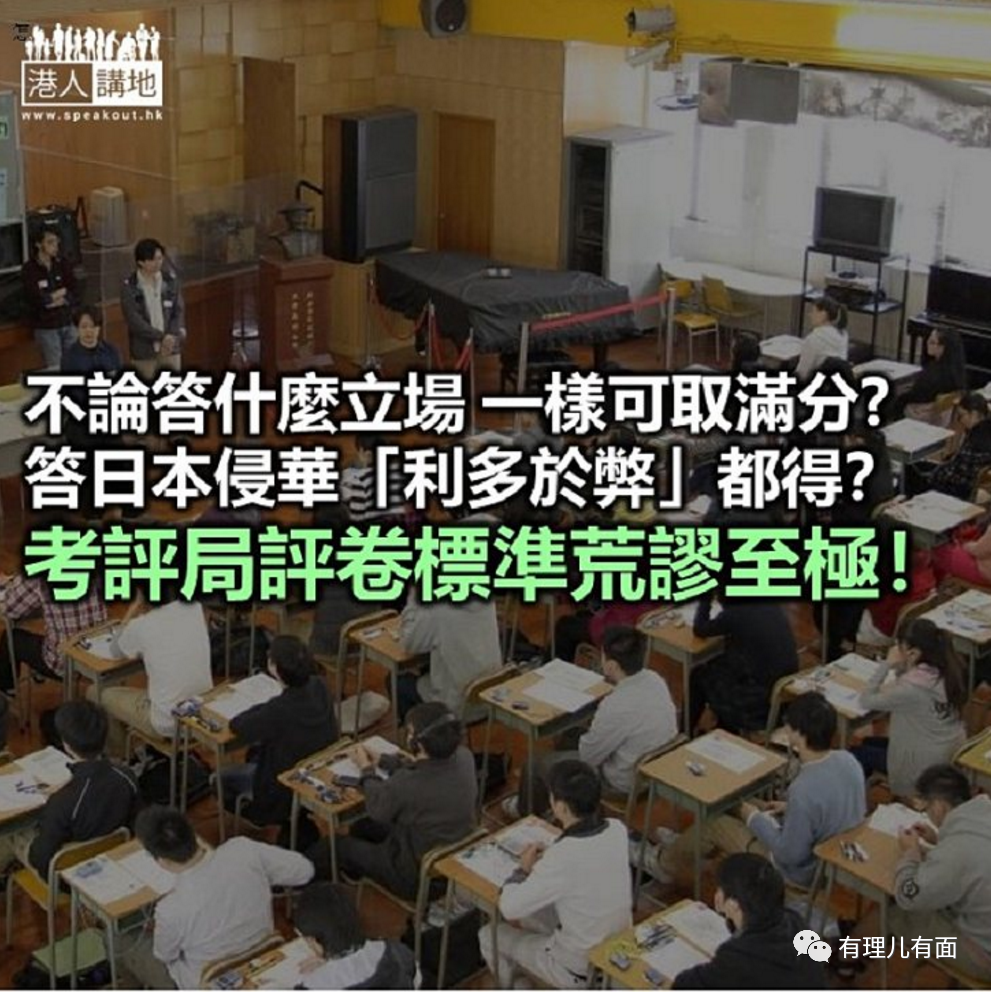 怎
港人講地
www.speakout.hk
不論答什麼立場 一樣可取滿分?
答日本侵華「利多於弊」都得?
考評局評卷標準荒謬至極!
有理儿有面